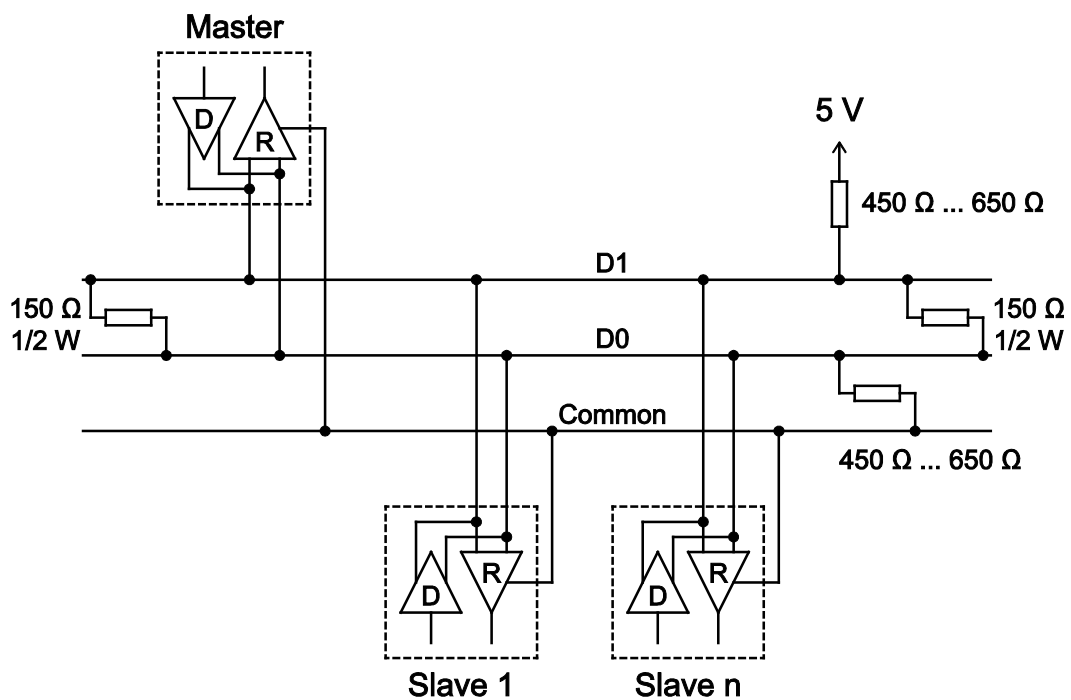 Master
D
R
5 V
450 Ω ... 650 Ω
D1
150 Ω
1/2 W
150 Ω
1/2 W
D0
Common
450 Ω ... 650 Ω
D
R
D
R
Slave 1
Slave n